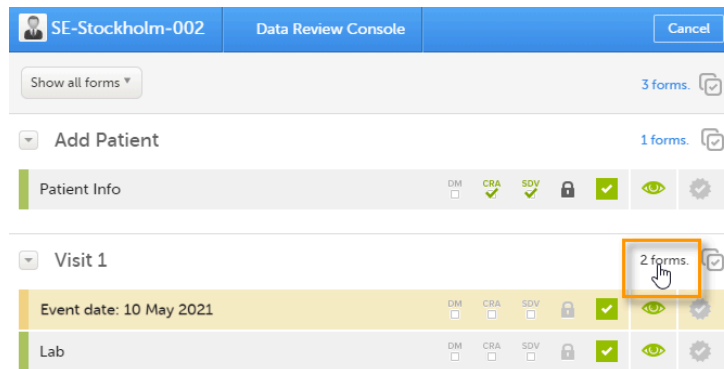 SE-Stockholm-002 Data Review Console Cancel
Show all forms 3 forms.
Add Patient 1 forms.
Patient Info DM CRA SDV
Visit 1 2 forms.
Event date: 10 May 2021 DM CRA SDV
Lab DM CRA SDV